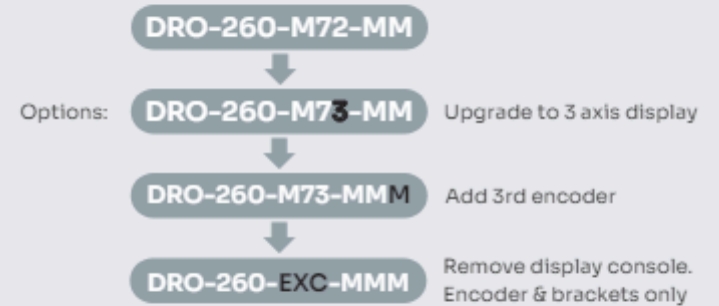 DRO-260-M72-MM
Options: DRO-260-M73-MM Upgrade to 3 axis display
DRO-260-M73-MMM Add 3rd encoder
DRO-260-EXC-MMM Remove display console.
Encoder & brackets only